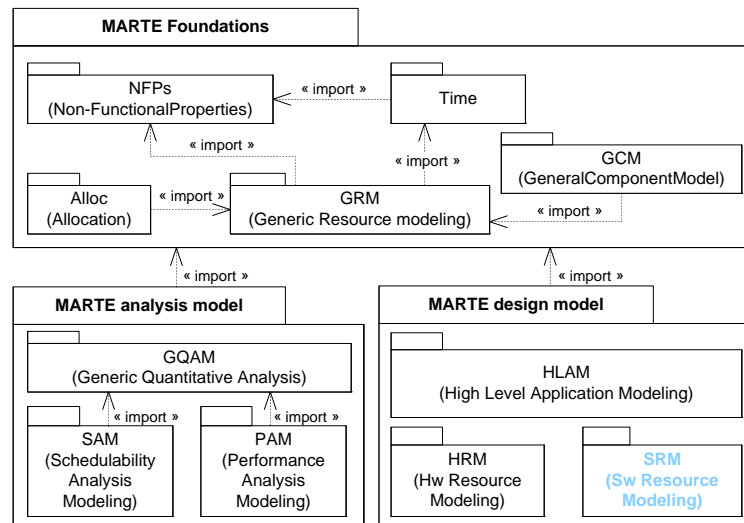 MARTE Foundations
NFPs
(Non-FunctionalProperties)
« import »
Time
« import »
« import »
GCM
(GeneralComponentModel)
Alloc
(Allocation)
« import »
GRM
(Generic Resource modeling)
« import »
« import »
« import »
MARTE analysis model
MARTE design model
GQAM
(Generic Quantitative Analysis)
« import »
« import »
SAM
(Schedulability
Analysis
Modeling)
PAM
(Performance
Analysis
Modeling)
HLAM
(High Level Application Modeling)
HRM
(Hw Resource
Modeling)
SRM
(Sw Resource
Modeling)